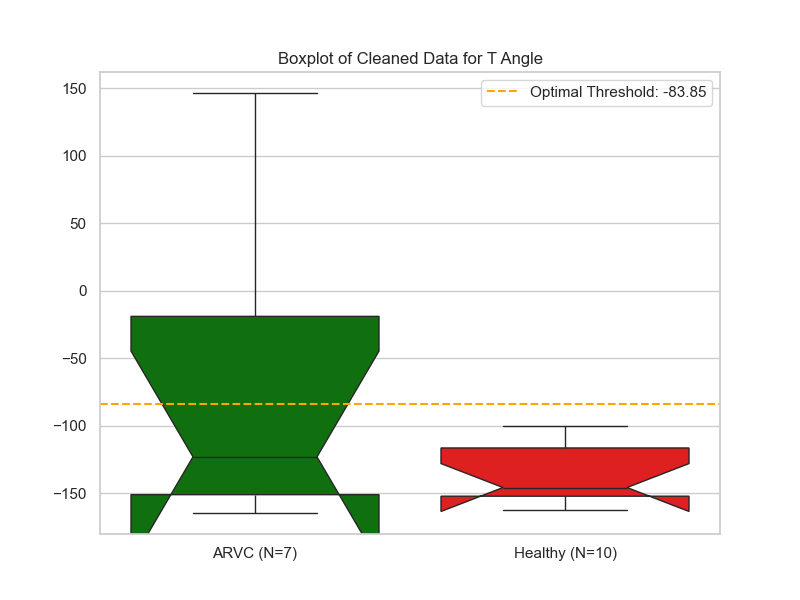 Boxplot of Cleaned Data for T Angle
Optimal Threshold: -83.85
150
100
50
0
−50
−100
−150
ARVC (N=7)
Healthy (N=10)